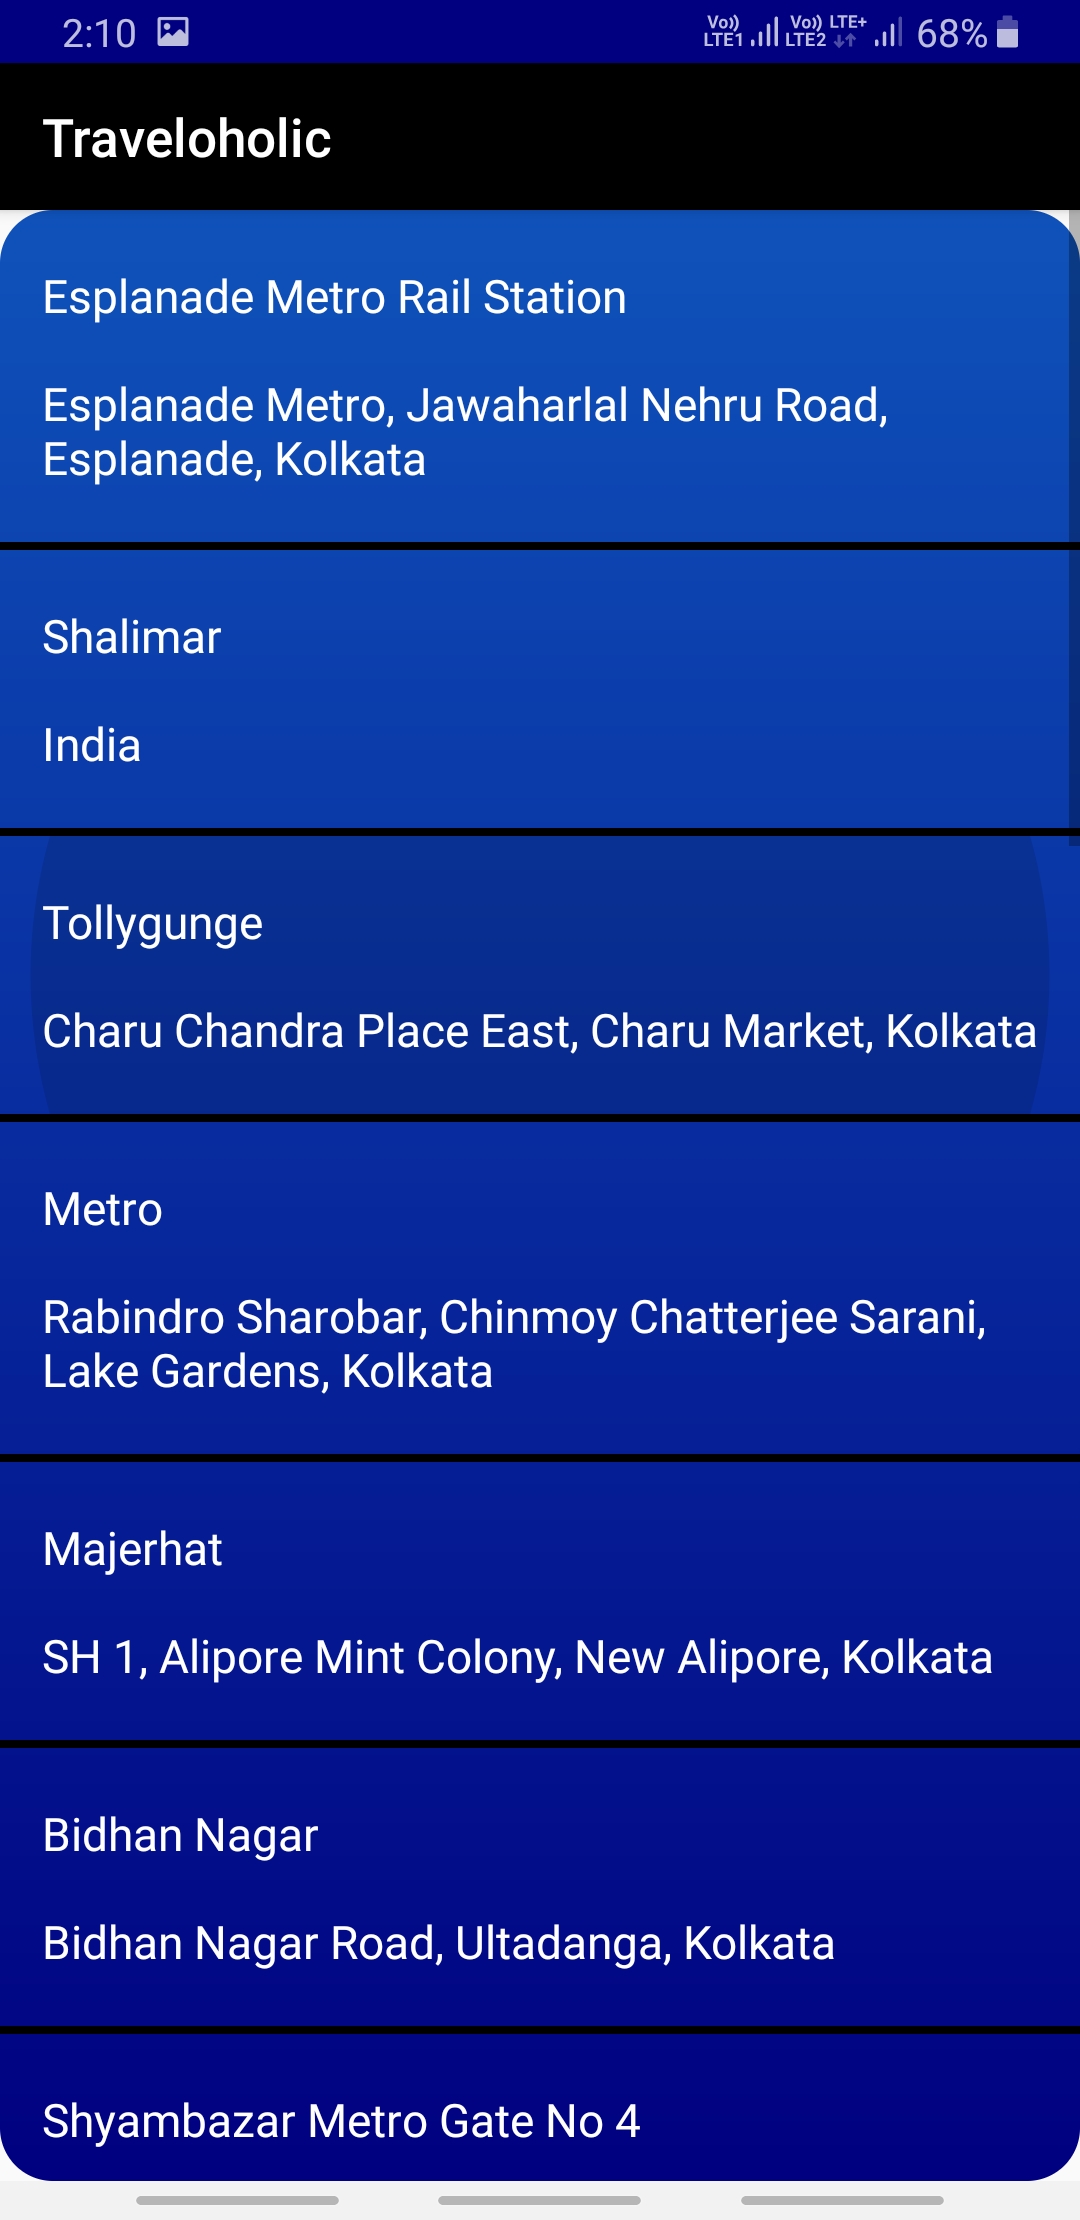 2:10 Vo)) LTE1 Vo)) LTE2 LTE+ 68%
Traveloholic
Esplanade Metro Rail Station
Esplanade Metro, Jawaharlal Nehru Road,
Esplanade, Kolkata
Shalimar
India
Tollygunge
Charu Chandra Place East, Charu Market, Kolkata
Metro
Rabindro Sharobar, Chinmoy Chatterjee Sarani,
Lake Gardens, Kolkata
Majerhat
SH 1, Alipore Mint Colony, New Alipore, Kolkata
Bidhan Nagar
Bidhan Nagar Road, Ultadanga, Kolkata
Shyambazar Metro Gate No 4